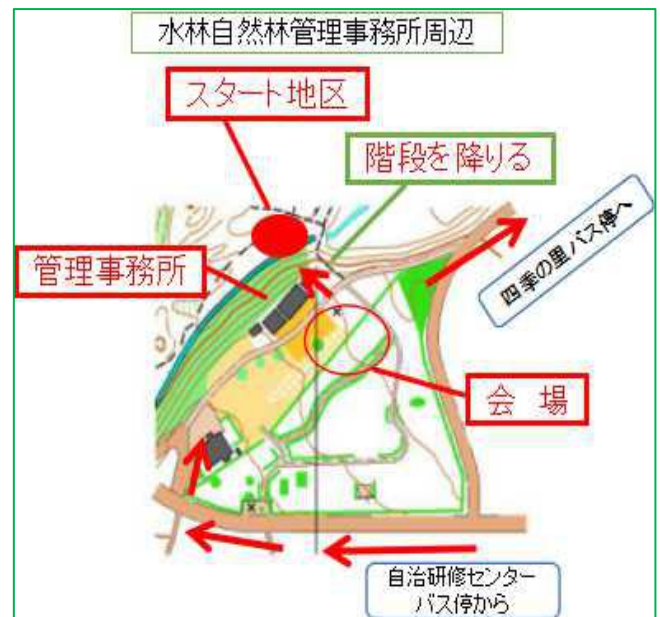 水林自然林管理事務所周辺
スタート地区
階段を降りる
四季の里バス停へ
管理事務所
会 場
自治研修センター
バス停から